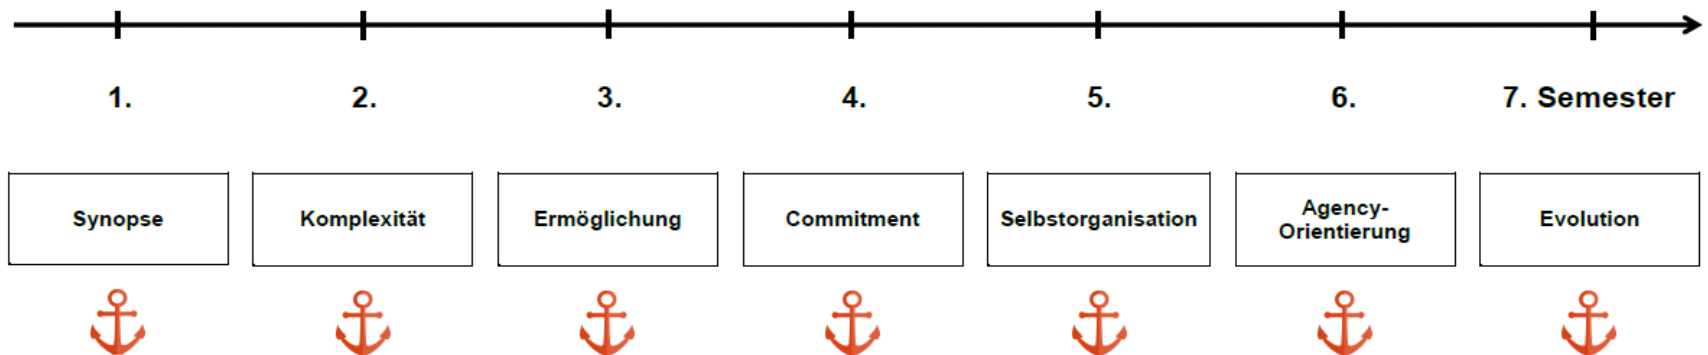 1.
2.
3.
4.
5.
6.
7. Semester
Synopse
Komplexität
Ermöglichung
Commitment
Selbstorganisation
Agency-
Orientierung
Evolution